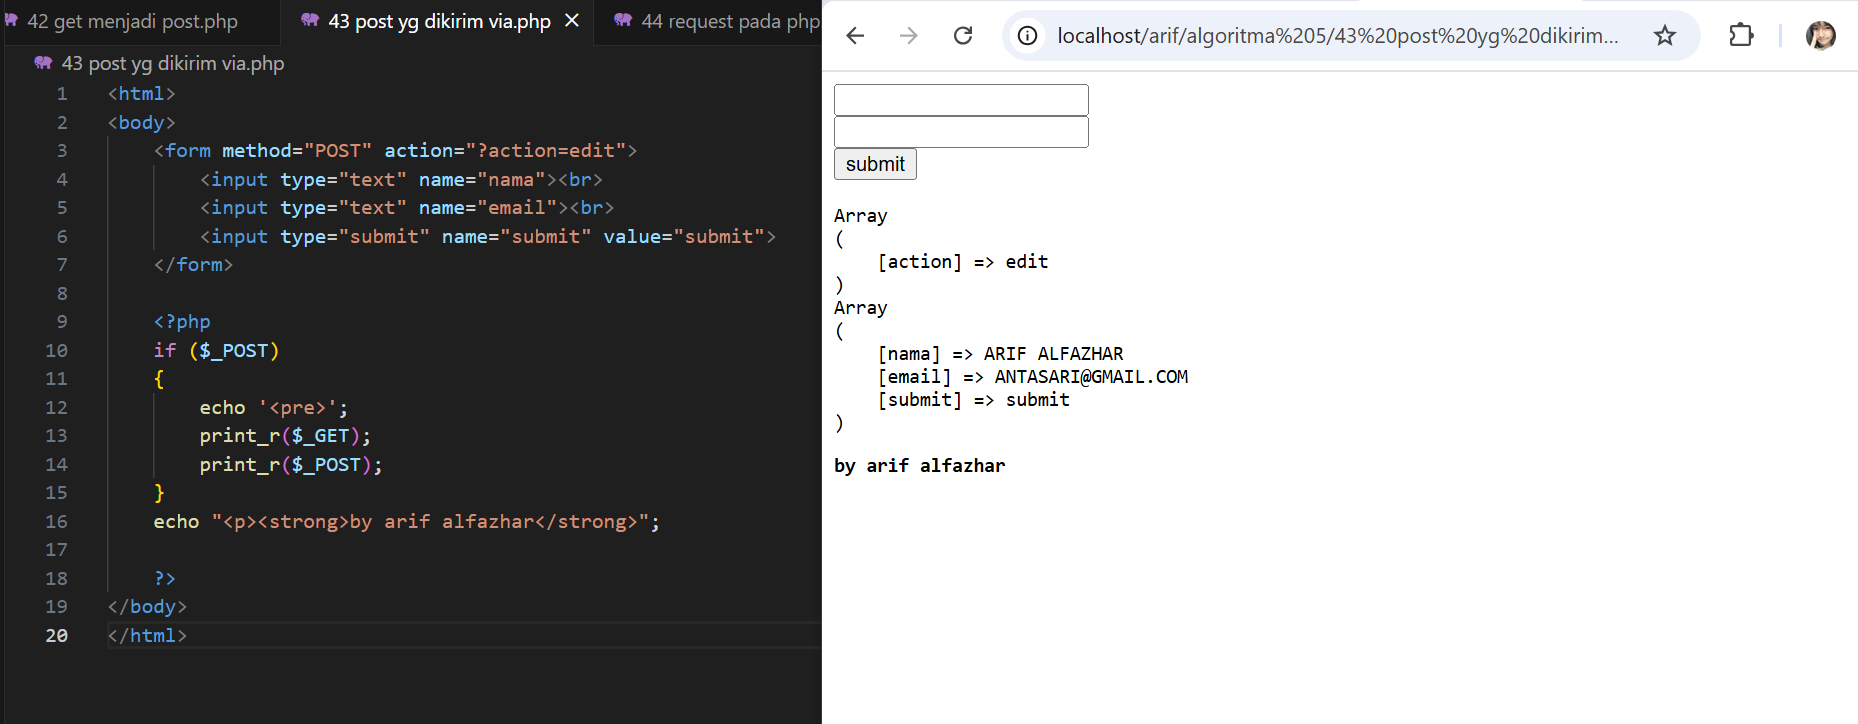 42 get menjadi post.php
43 post yg dikirim via.php
44 request pada php
43 post yg dikirim via.php
1 <html>
2 <body>
3 <form method="POST" action="?action=edit">
4 <input type="text" name="nama"><br>
5 <input type="text" name="email"><br>
6 <input type="submit" name="submit" value="submit">
7 </form>
8
9 <?php
10 if ($_POST)
11 {
12 echo '<pre>';
13 print_r($_GET);
14 print_r($_POST);
15 }
16 echo "<p><strong>by arif alfazhar</strong>";
17
18 ?>
19 </body>
20 </html>
localhost/arif/algoritma%205/43%20post%20yg%20dikirim...
submit
Array
(
[action] => edit
)
Array
(
[nama] => ARIF ALFAZHAR
[email] => ANTASARI@GMAIL.COM
[submit] => submit
)
by arif alfazhar